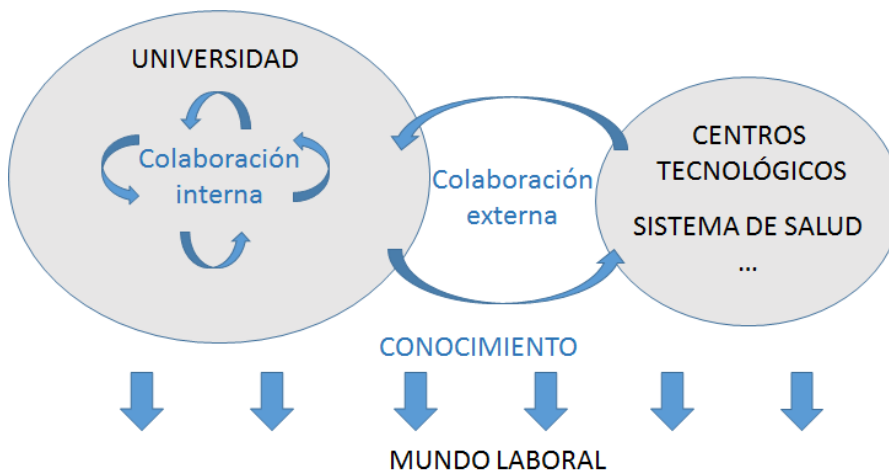 UNIVERSIDAD
Colaboración
interna
Colaboración
externa
CENTROS
TECNOLÓGICOS
SISTEMA DE SALUD
...
CONOCIMIENTO
MUNDO LABORAL